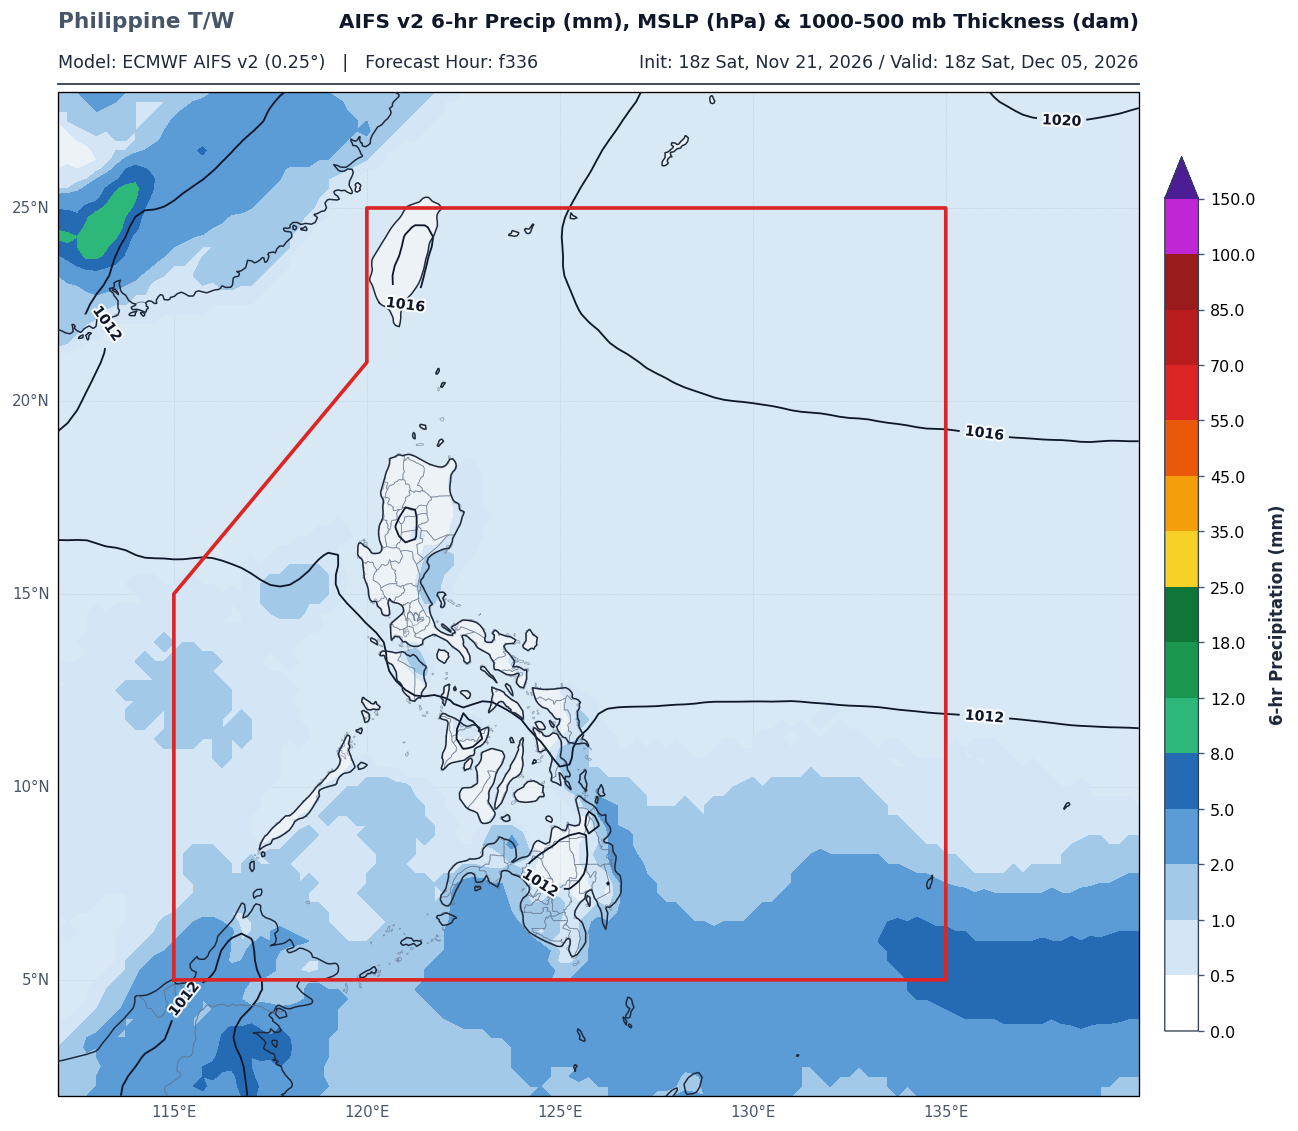 Philippine T/W
AIFS v2 6-hr Precip (mm), MSLP (hPa) & 1000-500 mb Thickness (dam)
Model: ECMWF AIFS v2 (0.25°)   |   Forecast Hour: f336
Init: 18z Sat, Nov 21, 2026 / Valid: 18z Sat, Dec 05, 2026
1020
25°N
1016
1012
20°N
1016
15°N
1012
10°N
1012
5°N
1012
115°E
120°E
125°E
130°E
135°E
150.0
100.0
85.0
70.0
55.0
45.0
35.0
25.0
18.0
12.0
8.0
5.0
2.0
1.0
0.5
0.0
6-hr Precipitation (mm)